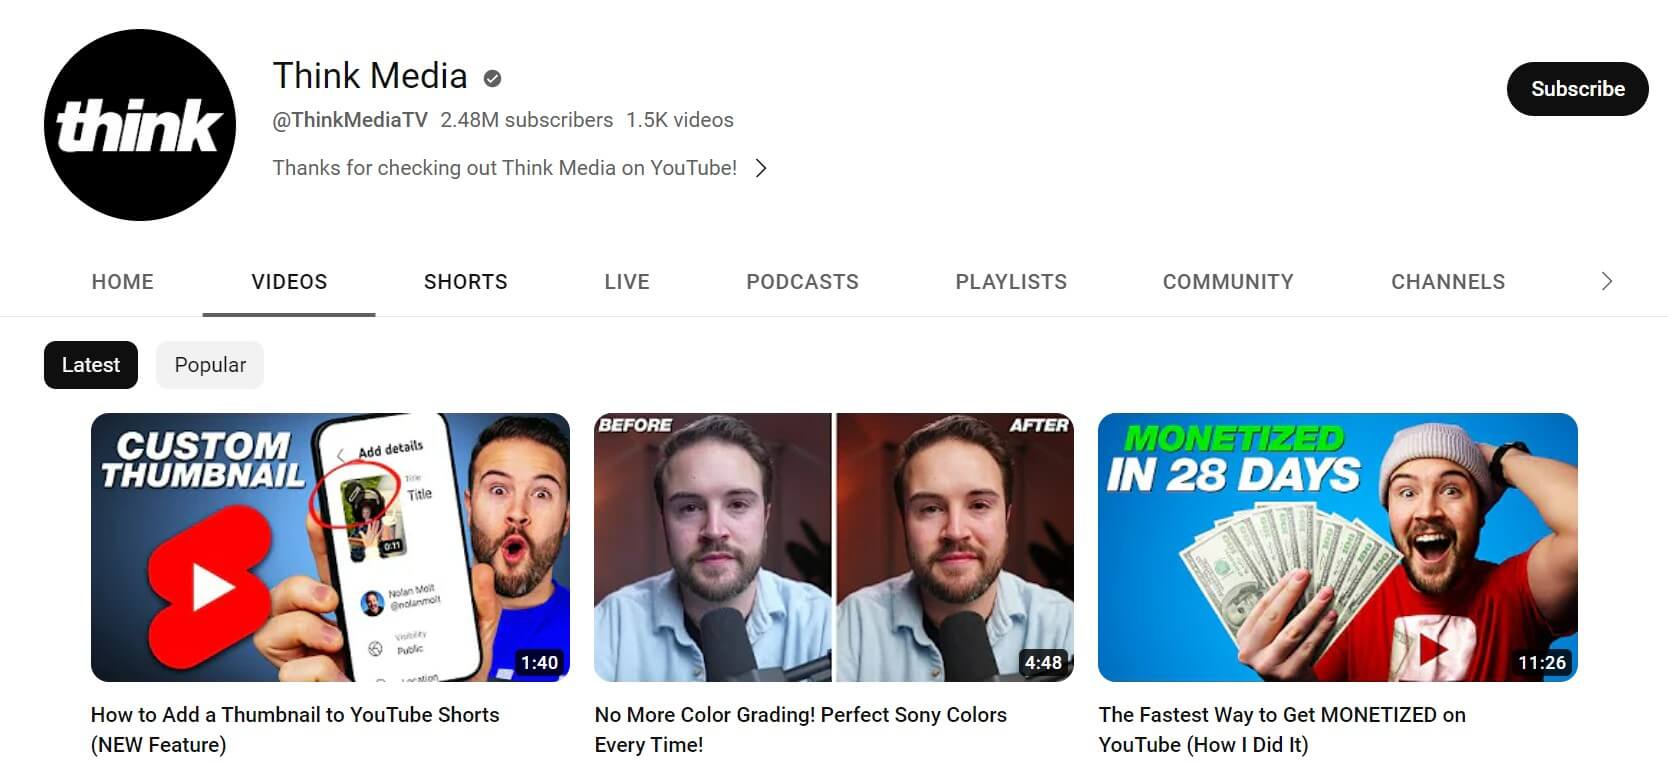 think
Think Media
@ThinkMediaTV 2.48M subscribers 1.5K videos
Thanks for checking out Think Media on YouTube!
Subscribe
HOME VIDEOS SHORTS LIVE PODCASTS PLAYLISTS COMMUNITY CHANNELS
Latest Popular
CUSTOM
THUMBNAIL
Add details
Title
Title
0:11
Nolan Molt
@nolanmolt
Visibility
Public
Location
1:40
BEFORE
AFTER
4:48
MONETIZED
IN 28 DAYS
11:26
How to Add a Thumbnail to YouTube Shorts
(NEW Feature)
No More Color Grading! Perfect Sony Colors
Every Time!
The Fastest Way to Get MONETIZED on
YouTube (How I Did It)